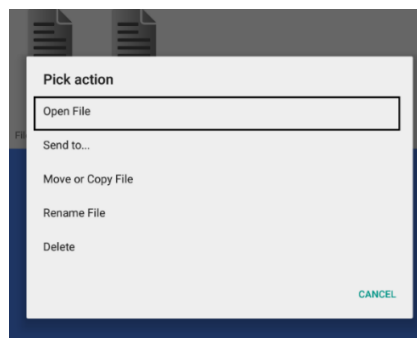 Pick action
Open File
Send to...
Move or Copy File
Rename File
Delete
CANCEL